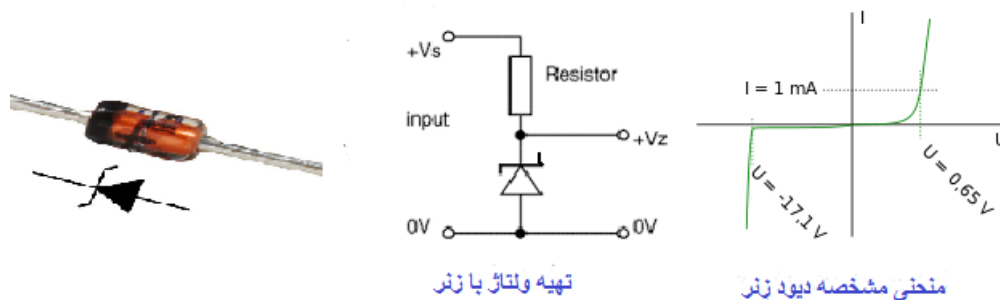 +Vs
Resistor
input
+Vz
0V
0V
تهیه ولتاژ با زنر
I
I = 1 mA
U
U = -17,1 V
U = 0,65 V
منحنی مشخصه دیود زنر